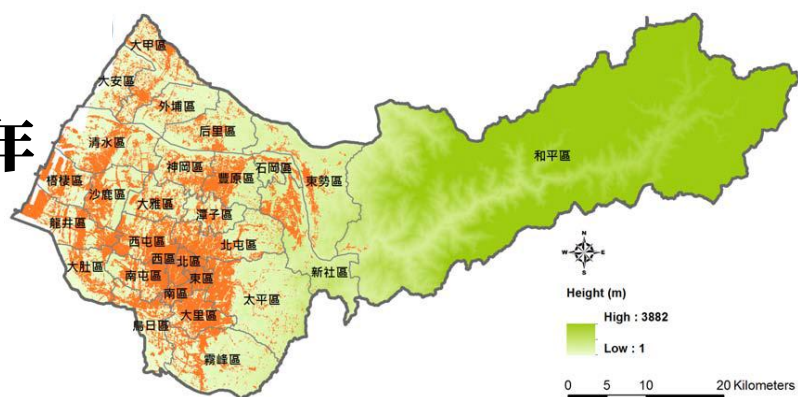 年
大甲區
大安區
外埔區
后里區
清水區
神岡區
豐原區
石岡區
東勢區
和平區
梧棲區
沙鹿區
大雅區
潭子區
龍井區
西屯區
北屯區
大肚區
西區
北區
南屯區
東區
新社區
南區
太平區
烏日區
大里區
霧峰區
N
W
E
S
Height (m)
High : 3882
Low : 1
0 5 10 20 Kilometers